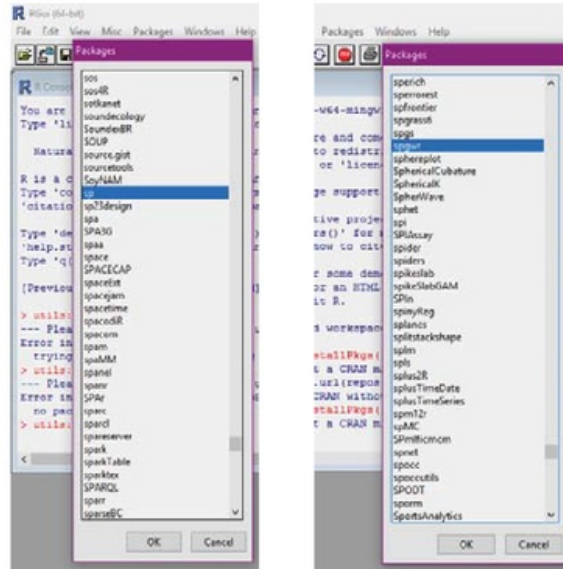 RGui (64-bit)
File Edit View Misc Packages Windows Help
Packages
R Consol
You are
Type 'li
Natura
R is a c
Type 'co
'citatio
Type 'de
'help.st
Type 'q(
[Previou
> utils:
--- Plea
Error in
trying
> utils:
--- Plea
Error in
no pac
> utils:
sos
sos4R
sotkanet
soundecology
SoundexBR
SOUP
source.gist
sourcetools
SoyNAM
sp
sp23design
spa
SPA3G
spaa
space
SPACECAP
spaceExt
spacejam
spacetime
spacodiR
spacom
spam
spaMM
spanel
spanr
SPAr
sparc
sparcl
spareserver
spark
sparkTable
sparktex
SPARQL
sparr
sparseBC
OK Cancel
Packages Windows Help
Packages
-w64-mingw
re and com
to redistri
or 'licen
ge support
tive projec
rs()' for m
how to cite
r some dem
or an HTML
it R.
d workspac
stallPkgs(
t a CRAN m
.url(repos
CRAN witho
stallPkgs(
t a CRAN m
sperich
sperrorest
spfrontier
spgrass6
spgs
spgwr
sphereplot
SphericalCubature
SphericalK
SpherWave
sphet
spi
SPIAssay
spider
spiders
spikeslab
spikeSlabGAM
SPIn
spinyReg
splancs
splitstackshape
splm
spls
splus2R
splusTimeDate
splusTimeSeries
spm12r
spMC
SPmlficmcm
spnet
spocc
spoccutils
SPODT
sporm
SportsAnalytics
OK Cancel